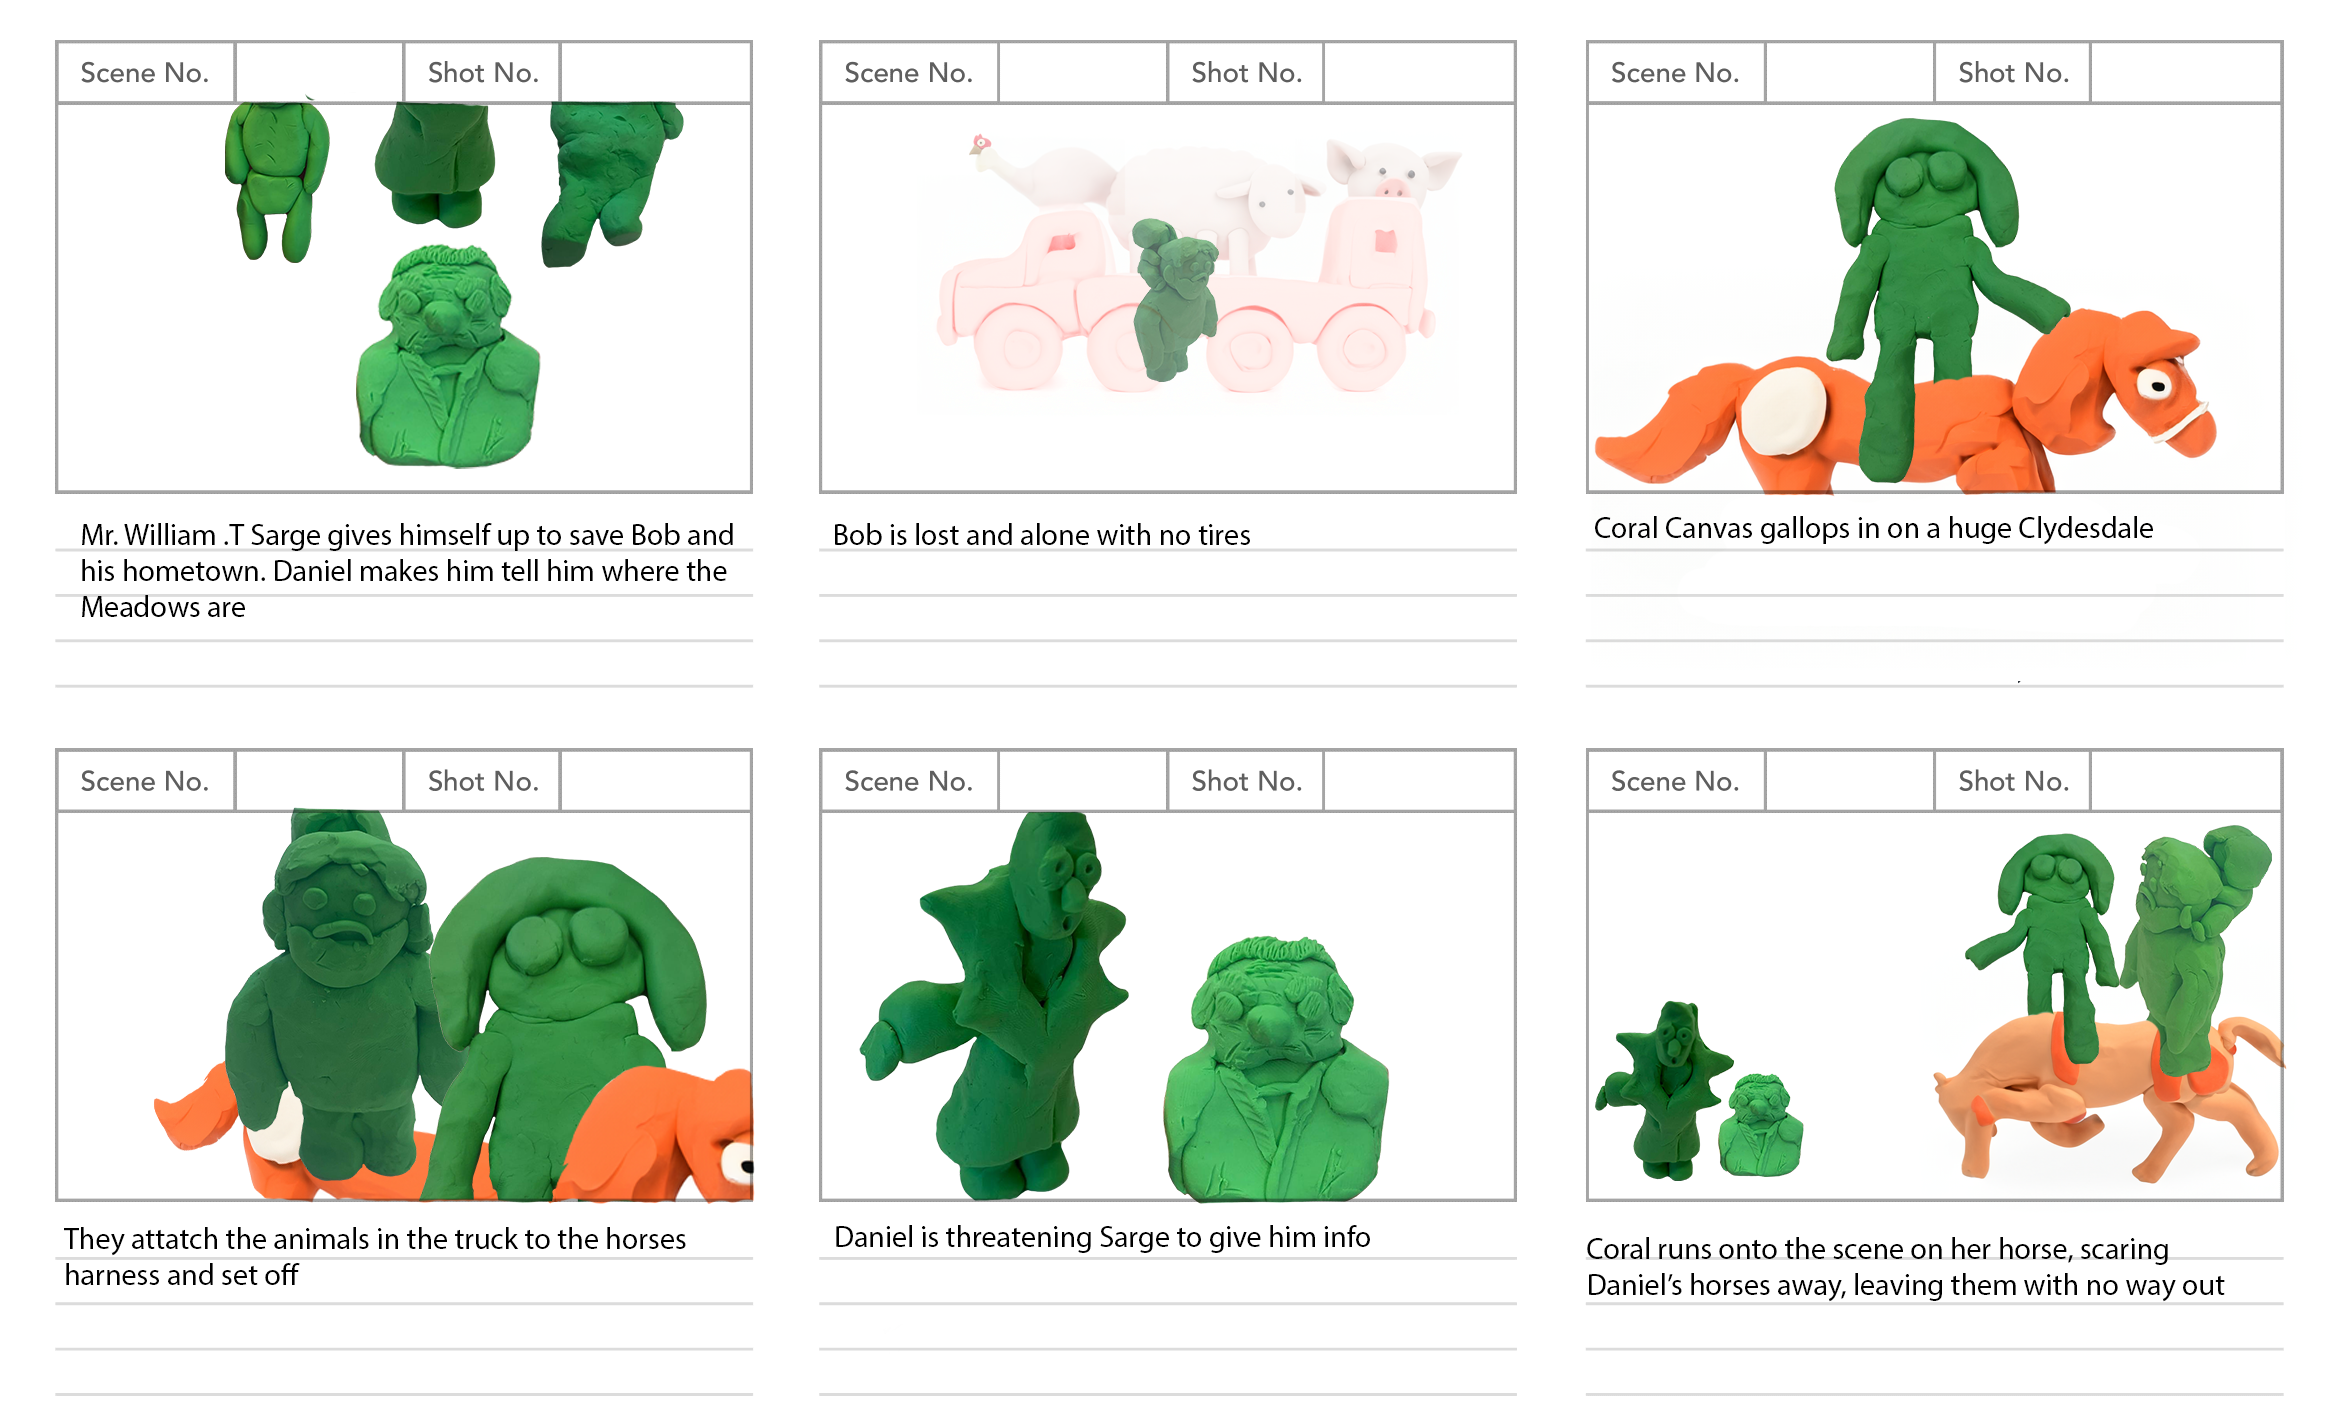 Scene No. Shot No.
Scene No. Shot No.
Scene No. Shot No.
Mr. William .T Sarge gives himself up to save Bob and
his hometown. Daniel makes him tell him where the
Meadows are
Bob is lost and alone with no tires
Coral Canvas gallops in on a huge Clydesdale
Scene No. Shot No.
Scene No. Shot No.
Scene No. Shot No.
They attatch the animals in the truck to the horses
harness and set off
Daniel is threatening Sarge to give him info
Coral runs onto the scene on her horse, scaring
Daniel’s horses away, leaving them with no way out